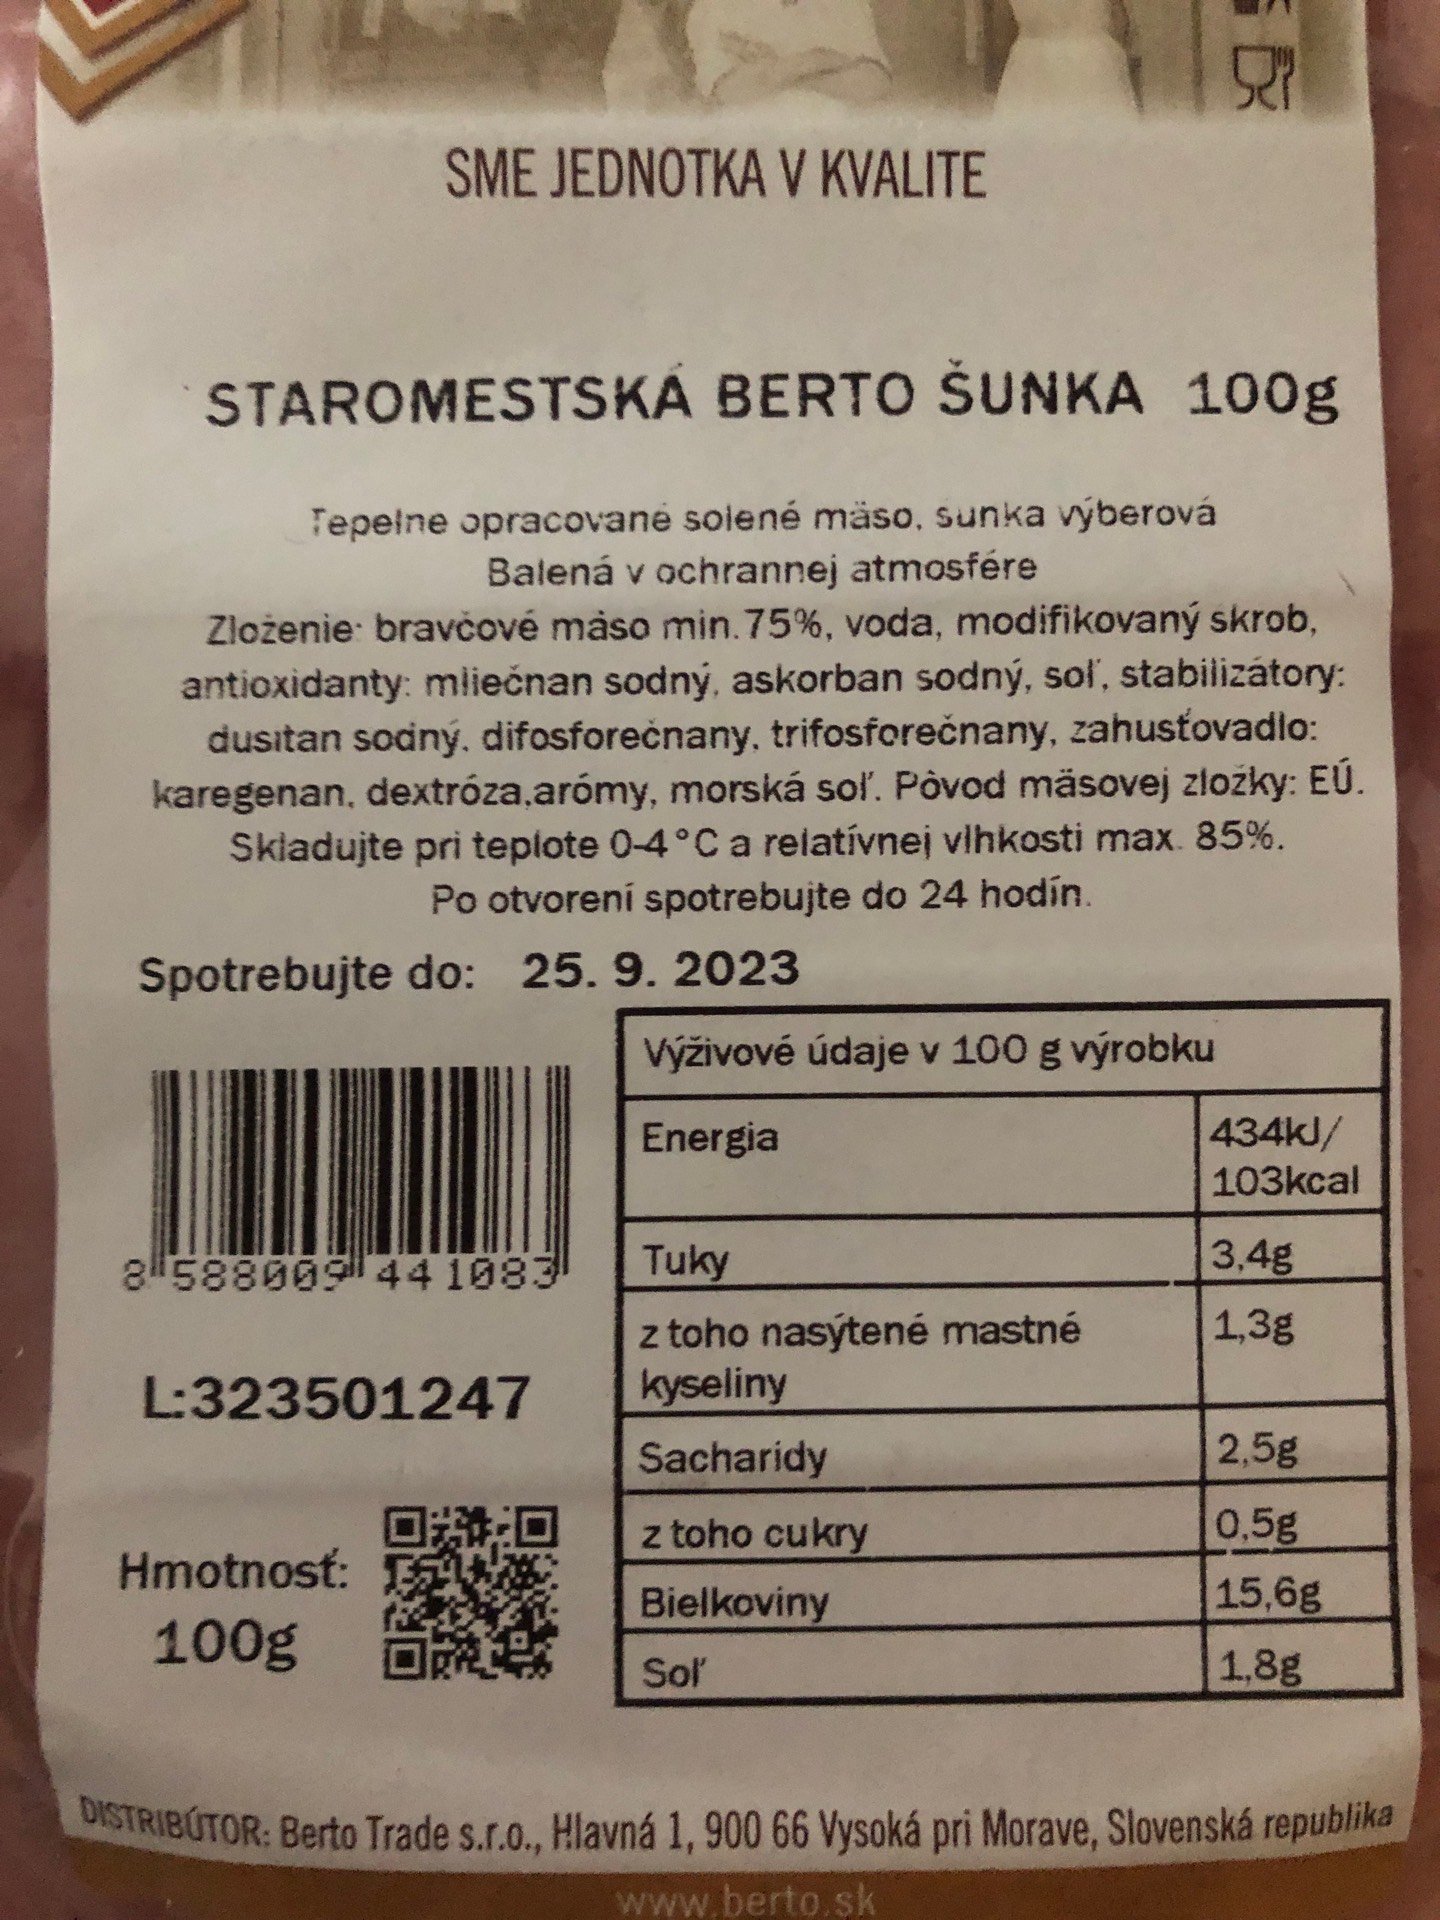 SME JEDNOTKA V KVALITE
STAROMESTSKÁ BERTO ŠUNKA 100g
Tepelne opracované solené mäso, šunka výberová
Balená v ochrannej atmosfére
Zloženie: bravčové mäso min.75%, voda, modifikovaný škrob,
antioxidanty: mliečnan sodný, askorban sodný, soľ, stabilizátory:
dusitan sodný, difosforečnany, trifosforečnany, zahusťovadlo:
karegenan, dextróza,arómy, morská soľ. Pôvod mäsovej zložky: EÚ.
Skladujte pri teplote 0-4°C a relatívnej vlhkosti max. 85%.
Po otvorení spotrebujte do 24 hodín.
Spotrebujte do: 25. 9. 2023
Výživové údaje v 100 g výrobku
Energia 434kJ/
103kcal
Tuky 3,4g
z toho nasýtené mastné 1,3g
kyseliny
Sacharidy 2,5g
z toho cukry 0,5g
Bielkoviny 15,6g
Soľ 1,8g
8 588009 441083
L:323501247
Hmotnosť:
100g
DISTRIBÚTOR: Berto Trade s.r.o., Hlavná 1, 900 66 Vysoká pri Morave, Slovenská republika
www.berto.sk